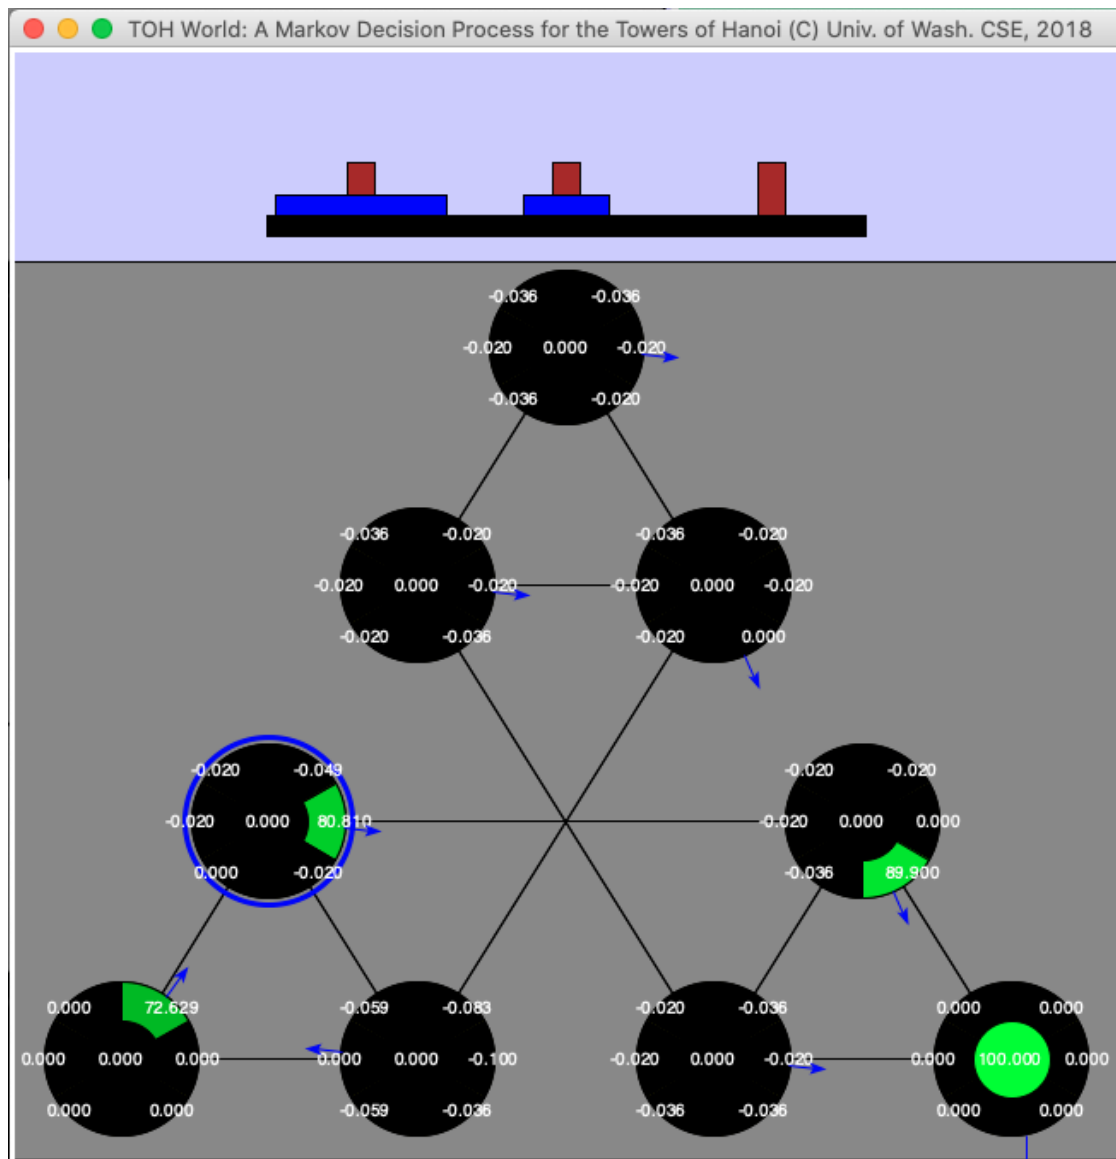 TOH World: A Markov Decision Process for the Towers of Hanoi (C) Univ. of Wash. CSE, 2018
-0.036 -0.036
-0.020 0.000 -0.020
-0.036 -0.020
-0.036 -0.020 -0.036 -0.020
-0.020 0.000 -0.020 -0.020 0.000 -0.020
-0.020 -0.036 -0.020 0.000
-0.020 -0.049 -0.020 -0.020
-0.020 0.000 80.810 -0.020 0.000 0.000
0.000 -0.020 -0.036 89.900
0.000 72.629 -0.059 -0.083 -0.020 -0.036 0.000 0.000
0.000 0.000 0.000 0.000 0.000 -0.100 -0.020 0.000 -0.020 0.000 100.000 0.000
0.000 0.000 -0.059 -0.036 -0.036 -0.036 0.000 0.000